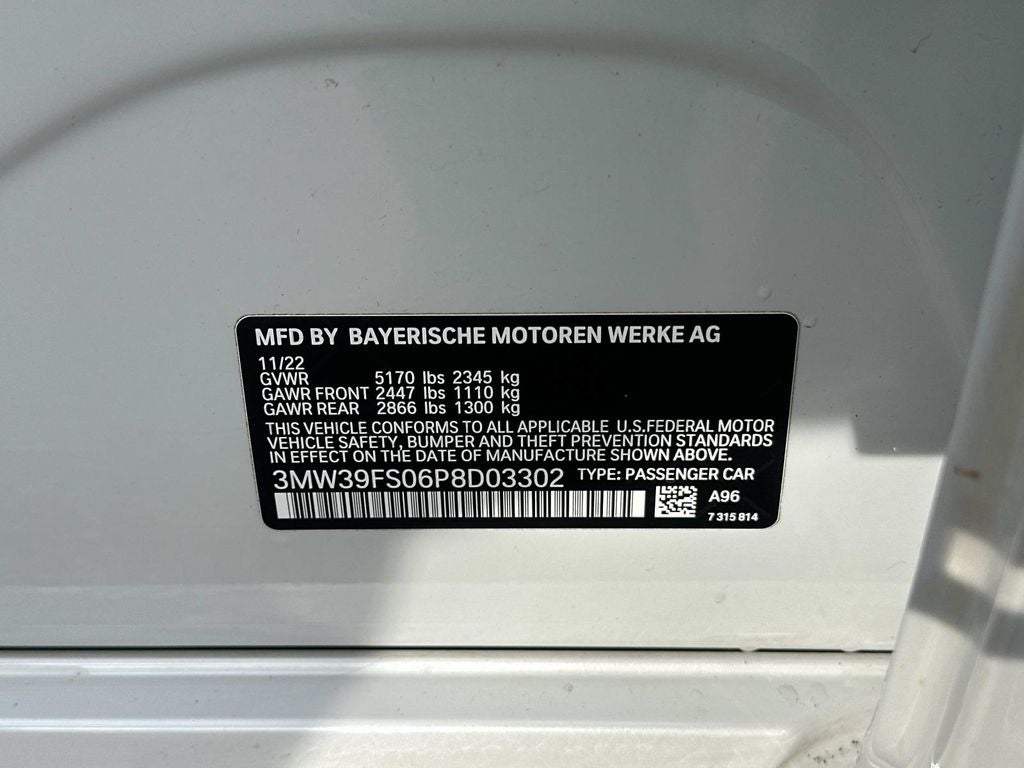 MFD BY BAYERISCHE MOTOREN WERKE AG
11/22
GVWR 5170 lbs 2345 kg
GAWR FRONT 2447 lbs 1110 kg
GAWR REAR 2866 lbs 1300 kg
THIS VEHICLE CONFORMS TO ALL APPLICABLE U.S.FEDERAL MOTOR
VEHICLE SAFETY, BUMPER AND THEFT PREVENTION STANDARDS
IN EFFECT ON THE DATE OF MANUFACTURE SHOWN ABOVE.
3MW39FS06P8D03302 TYPE: PASSENGER CAR
A96
7 315 814